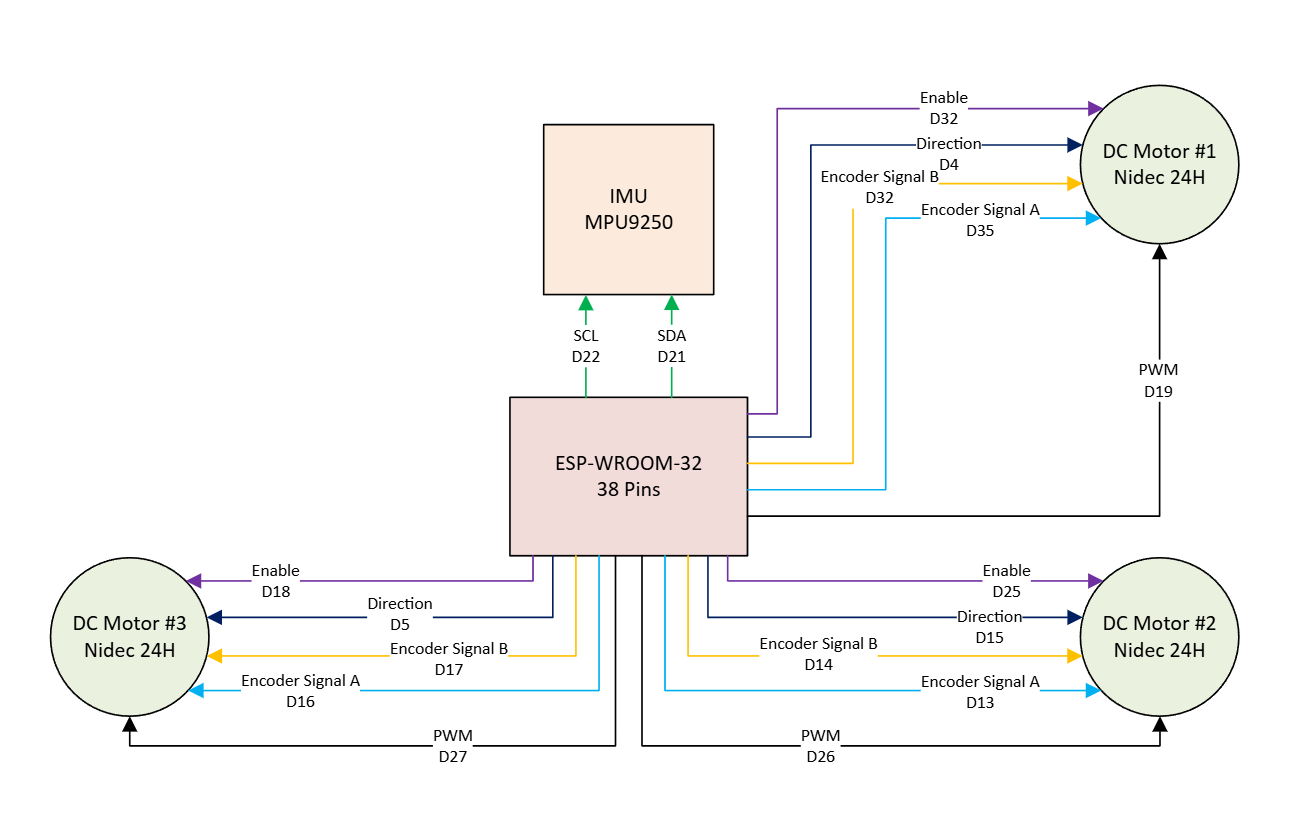 Enable
D32
Direction
D4
Encoder Signal B
D32
Encoder Signal A
D35
DC Motor #1
Nidec 24H
IMU
MPU9250
SCL
D22
SDA
D21
PWM
D19
ESP-WROOM-32
38 Pins
Enable
D18
Direction
D5
Encoder Signal B
D17
Encoder Signal A
D16
DC Motor #3
Nidec 24H
PWM
D27
Enable
D25
Direction
D15
Encoder Signal B
D14
Encoder Signal A
D13
DC Motor #2
Nidec 24H
PWM
D26